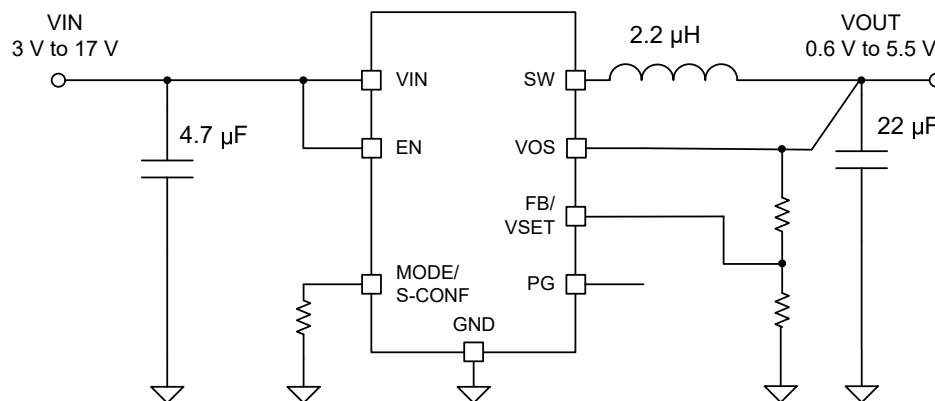 VIN
3 V to 17 V
4.7 µF
VIN
EN
MODE/
S-CONF
GND
SW
VOS
FB/
VSET
PG
2.2 µH
VOUT
0.6 V to 5.5 V
22 µF